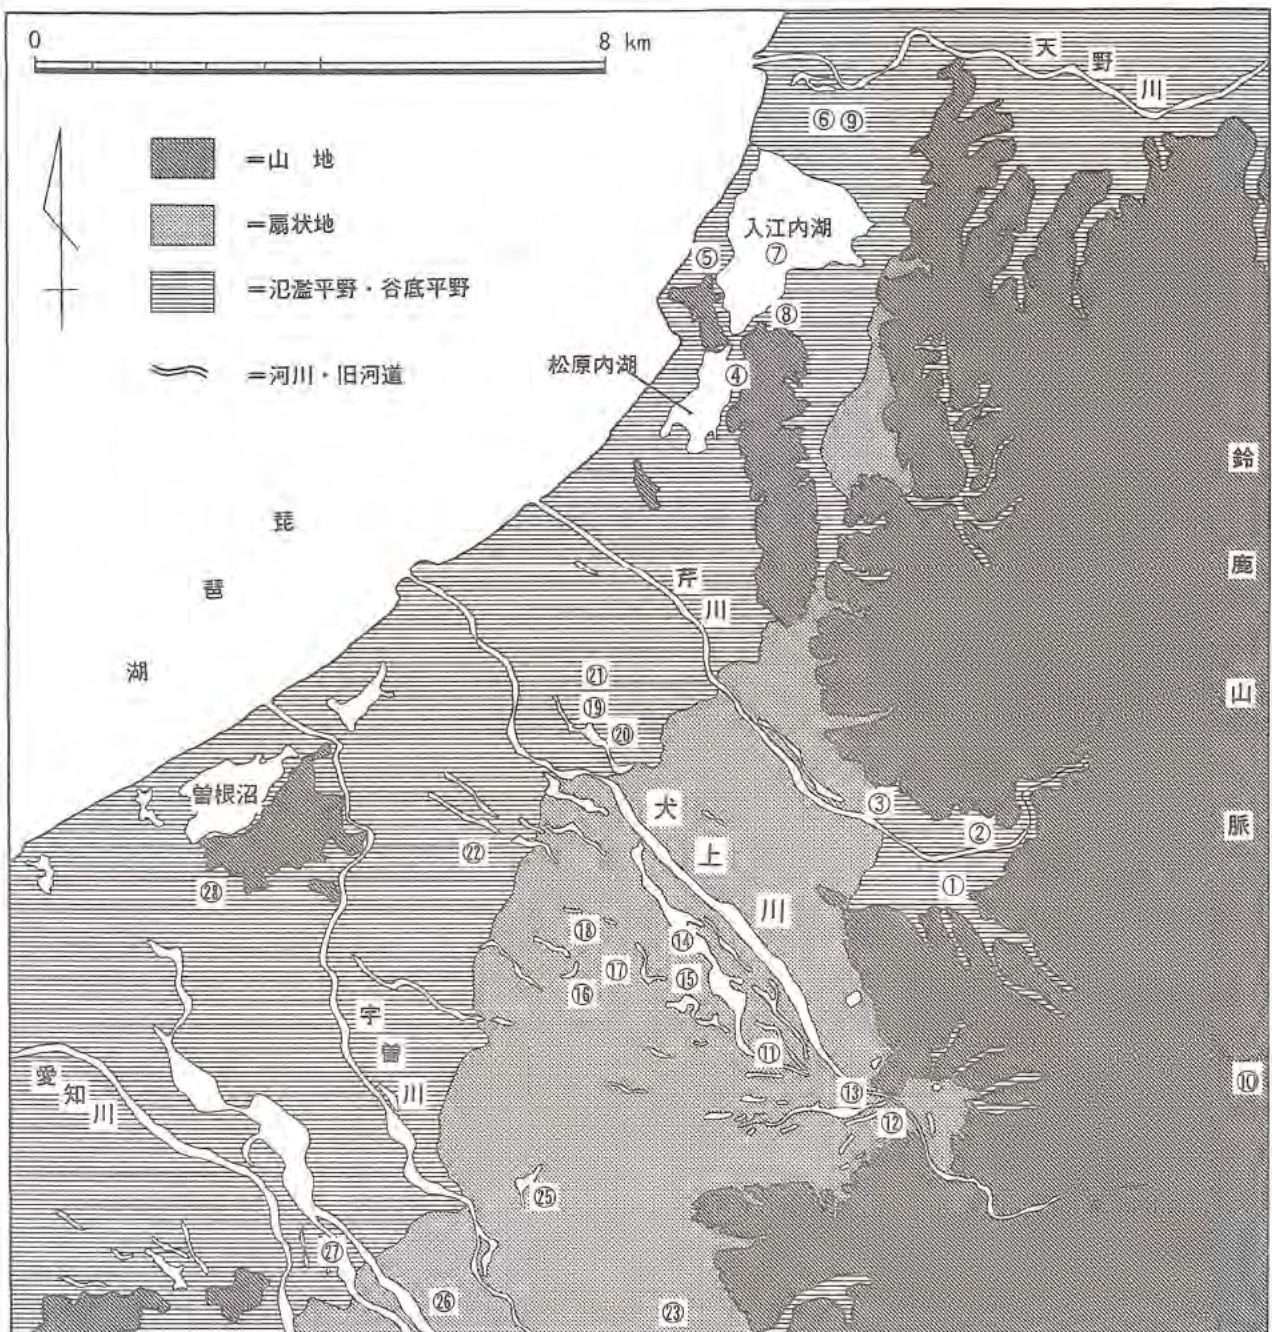 0 8 km
=山 地
=扇状地
=氾濫平野・谷底平野
=河川・旧河道
天野川
⑥ ⑨
入江内湖
⑦
⑤
⑧
松原内湖
④
鈴鹿山脈
琵琶湖
芹川
㉑
⑲
⑳
曽根沼
犬上川
③
②
①
㉒
㉘
⑱
⑭
⑰
⑮
⑯
宇曽川
⑪
愛知川
⑬
⑩
⑫
㉕
㉗
㉖
㉓